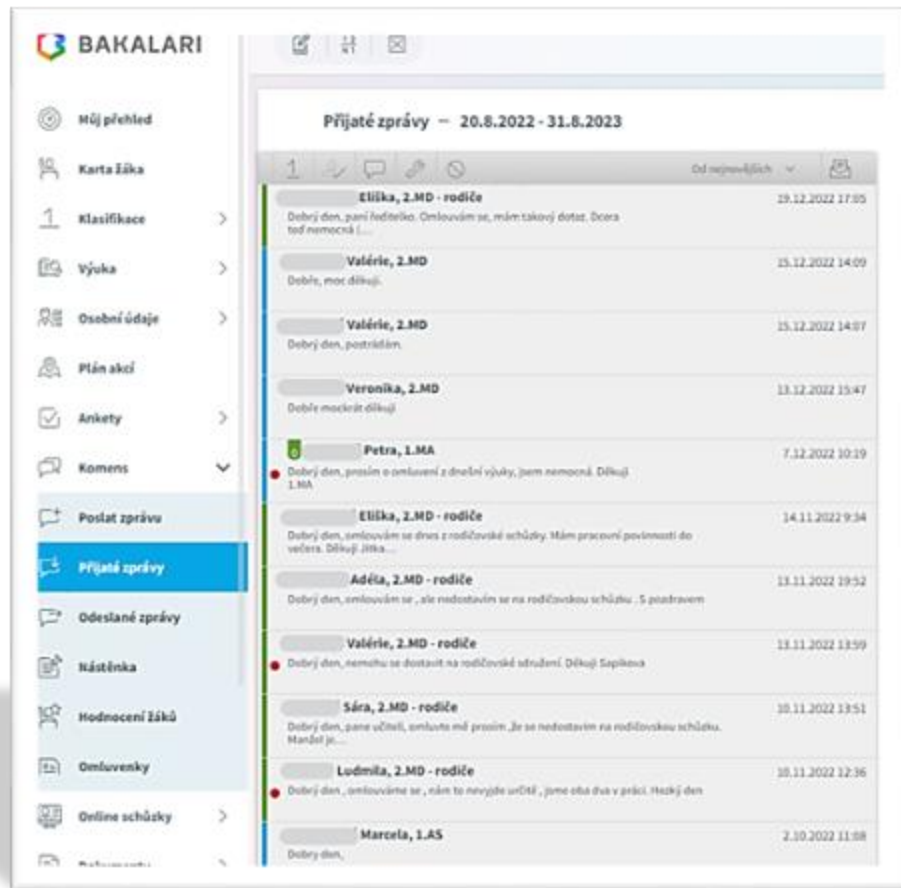 BAKALARI
Můj přehled
Karta žáka
Klasifikace
Výuka
Osobní údaje
Plán akcí
Ankety
Komens
Poslat zprávu
Přijaté zprávy
Odeslané zprávy
Nástěnka
Hodnocení žáků
Omluvenky
Online schůzky
Přijaté zprávy — 20.8.2022 - 31.8.2023
Od nejnovějších
Eliška, 2.MD - rodiče
19.12.2022 17:05
Dobrý den, paní ředitelko. Omlouvám se, mám takový dotaz. Dcera
teď nemocná (...
Valérie, 2.MD
15.12.2022 14:09
Dobře, moc děkuji.
Valérie, 2.MD
15.12.2022 14:07
Dobrý den, postrádám.
Veronika, 2.MD
13.12.2022 15:47
Dobře mockrát děkuji
Petra, 1.MA
7.12.2022 10:19
Dobrý den, prosím o omluvení z dnešní výuky, jsem nemocná. Děkuji
1.MA
Eliška, 2.MD - rodiče
14.11.2022 9:34
Dobrý den, omlouvám se dnes z rodičovské schůzky. Mám pracovní povinnosti do
večera. Děkuji Jitka...
Adéla, 2.MD - rodiče
13.11.2022 19:52
Dobrý den, omlouvám se , ale nedostavím se na rodičovskou schůzku . S pozdravem
Valérie, 2.MD - rodiče
13.11.2022 13:59
Dobrý den, nemohu se dostavit na rodičovské sdružení. Děkuji
Sára, 2.MD - rodiče
10.11.2022 13:51
Dobrý den, pane učiteli, omluvte mě prosím ,že se nedostavím na rodičovskou schůzku.
Manžel je...
Ludmila, 2.MD - rodiče
10.11.2022 12:36
Dobrý den , omlouváme se , nám to nevyjde určitě , jsme oba dva v práci. Hezký den
Marcela, 1.AS
2.10.2022 11:08
Dobry den,